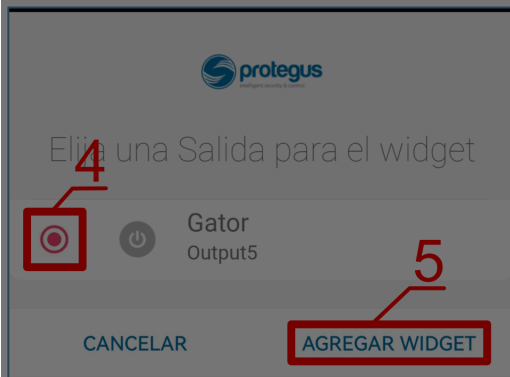 protegus
intelligent security & control
Elija una Salida para el widget
4
Gator
Output5
5
CANCELAR
AGREGAR WIDGET